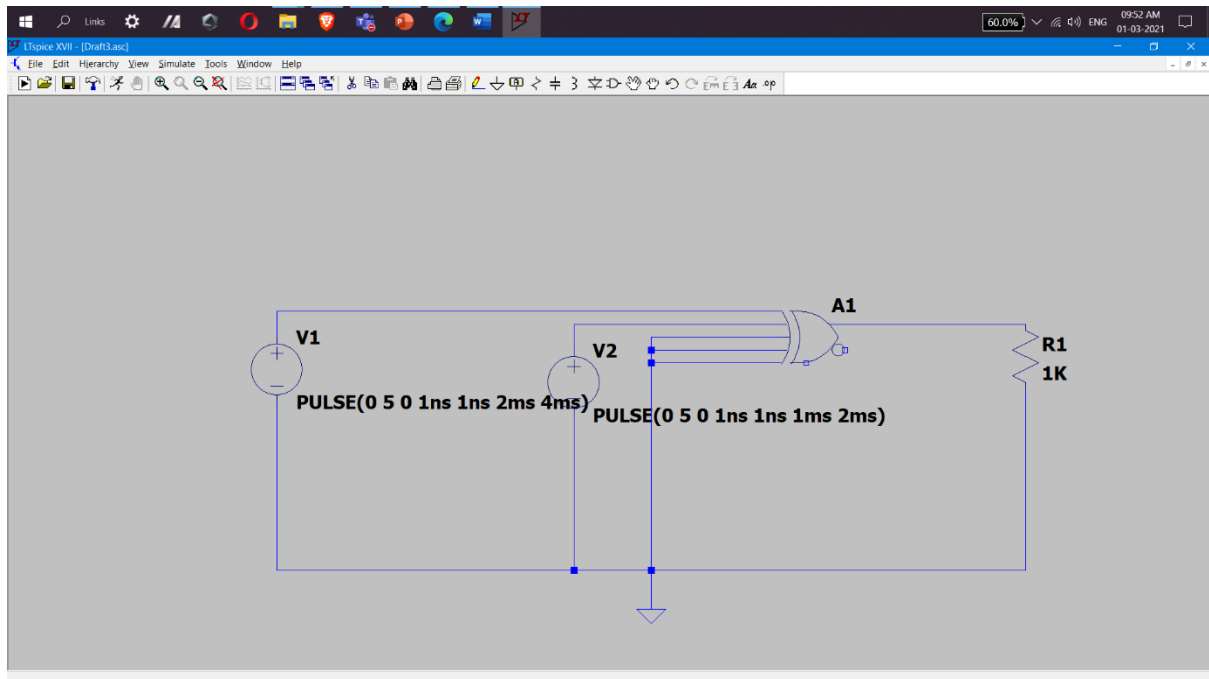 Links
60.0%
ENG
09:52 AM
01-03-2021
LTspice XVII - [Draft3.asc]
File Edit Hierarchy View Simulate Tools Window Help
Aa .op
A1
V1
V2
R1
1K
PULSE(0 5 0 1ns 1ns 2ms 4ms)
PULSE(0 5 0 1ns 1ns 1ms 2ms)